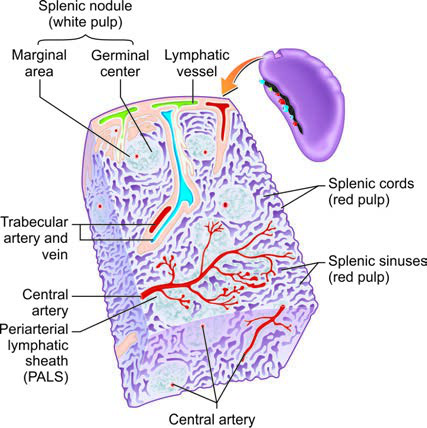 Splenic nodule
(white pulp)
Marginal
area
Germinal
center
Lymphatic
vessel
Splenic cords
(red pulp)
Trabecular
artery and
vein
Splenic sinuses
(red pulp)
Central
artery
Periarterial
lymphatic
sheath
(PALS)
Central artery